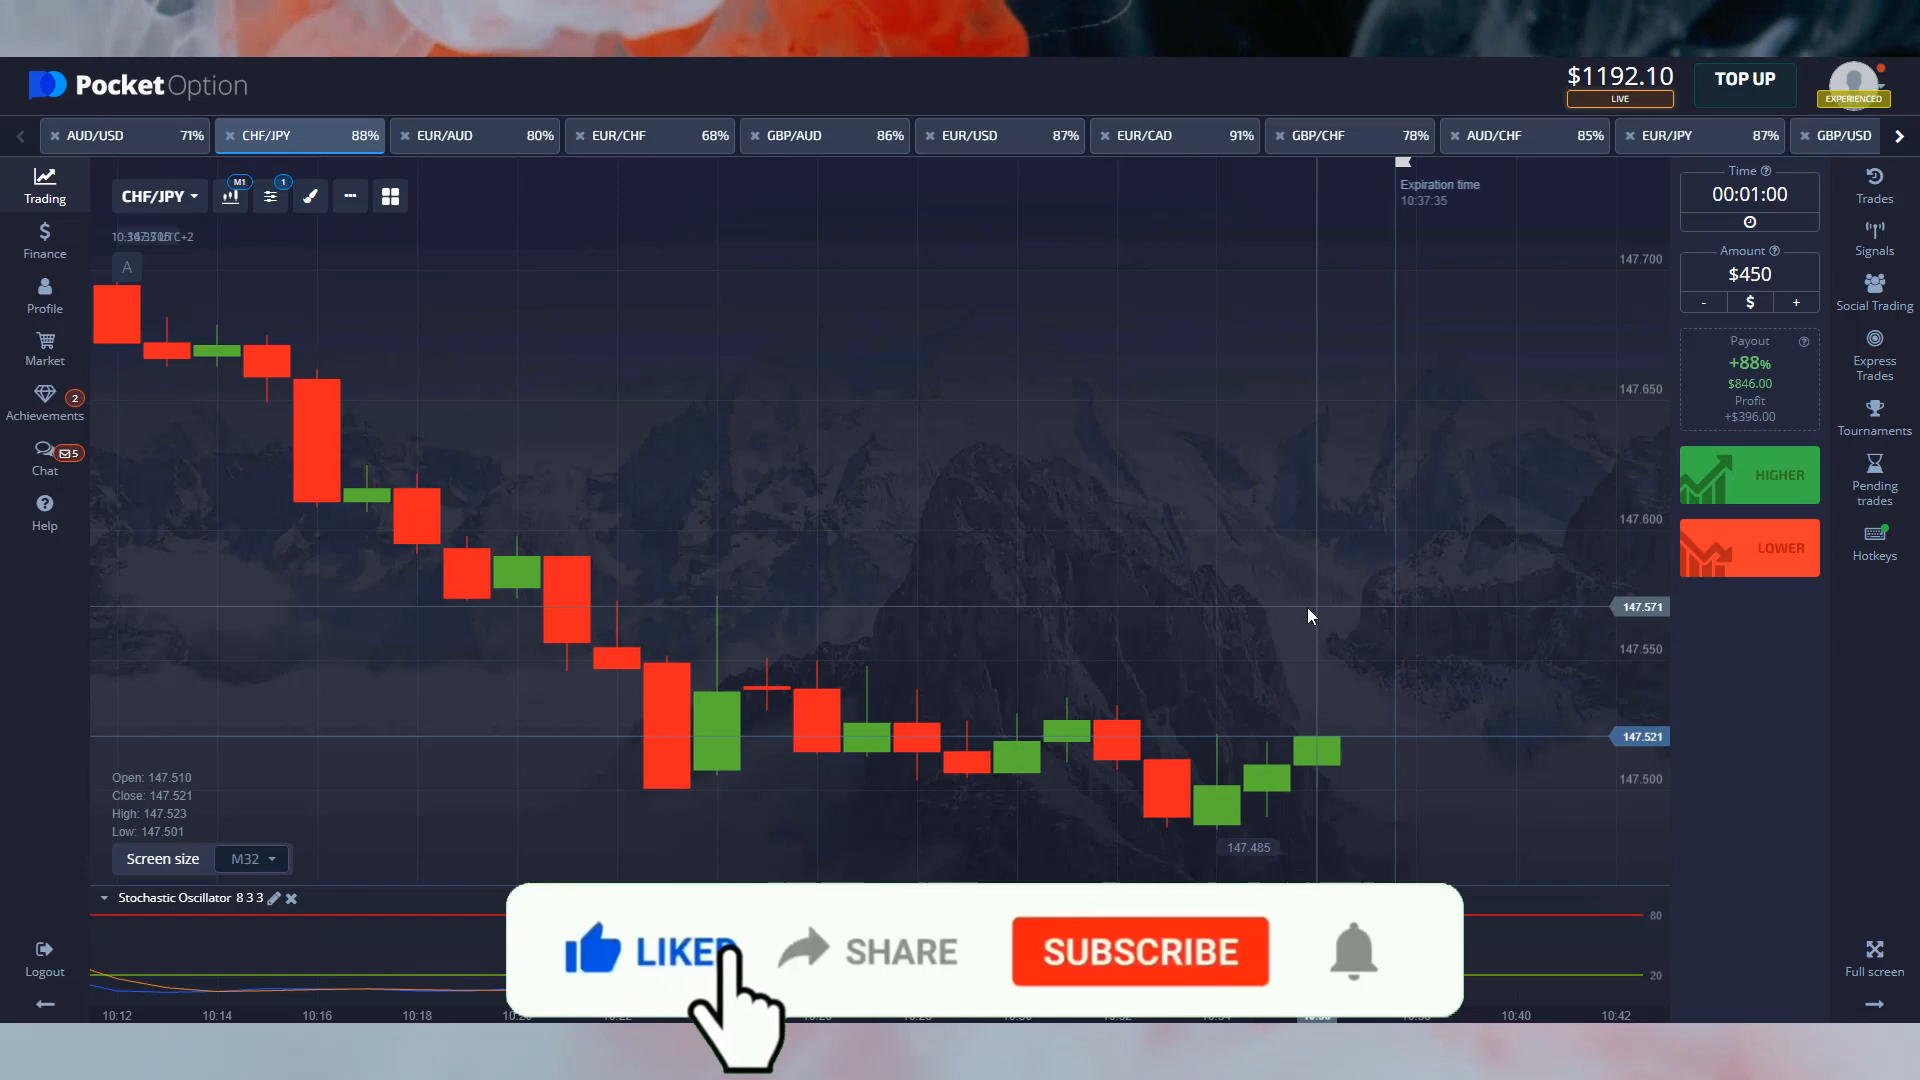 PocketOption
$1192.10
LIVE
TOP UP
EXPERIENCED
AUD/USD 71%
CHF/JPY 88%
EUR/AUD 80%
EUR/CHF 68%
GBP/AUD 86%
EUR/USD 87%
EUR/CAD 91%
GBP/CHF 78%
AUD/CHF 85%
EUR/JPY 87%
GBP/USD
Trading
Finance
Profile
Market
Achievements 2
Chat 5
Help
Logout
CHF/JPY
M1
1
A
Expiration time
10:37:35
147.700
147.650
147.600
147.571
147.550
147.521
147.500
147.485
Open: 147.510
Close: 147.521
High: 147.523
Low: 147.501
Screen size M32
Stochastic Oscillator 8 3 3
80
20
10:12 10:14 10:16 10:18 10:40 10:42
LIKED
SHARE
SUBSCRIBE
Time
00:01:00
Amount
$450
- $ +
Payout
+88%
$846.00
Profit
+$396.00
HIGHER
LOWER
Trades
Signals
Social Trading
Express
Trades
Tournaments
Pending
trades
Hotkeys
Full screen